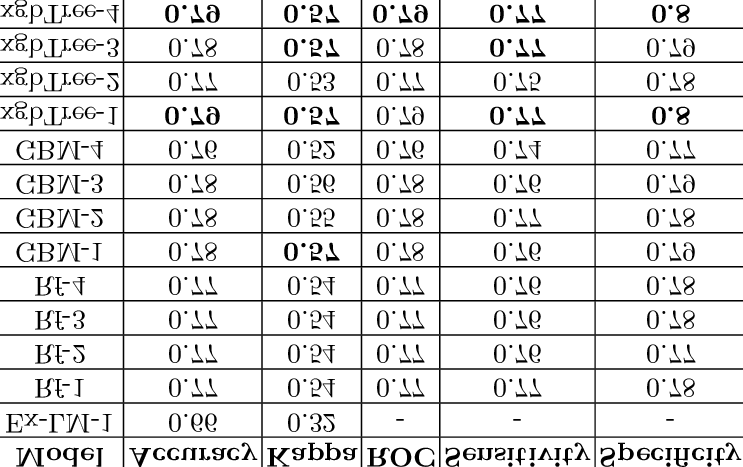 Model Accuracy Kappa ROC Sensitivity Specificity
Ex-LM-1 0.66 0.32 - - -
Rf-1 0.77 0.54 0.77 0.77 0.78
Rf-2 0.77 0.54 0.77 0.76 0.77
Rf-3 0.77 0.54 0.77 0.76 0.78
Rf-4 0.77 0.54 0.77 0.76 0.78
GBM-1 0.78 0.57 0.78 0.76 0.79
GBM-2 0.78 0.55 0.78 0.77 0.78
GBM-3 0.78 0.56 0.78 0.76 0.79
GBM-4 0.76 0.52 0.76 0.74 0.77
xgbTree-1 0.79 0.57 0.79 0.77 0.8
xgbTree-2 0.77 0.53 0.77 0.75 0.78
xgbTree-3 0.78 0.57 0.78 0.77 0.79
xgbTree-4 0.79 0.57 0.79 0.77 0.8